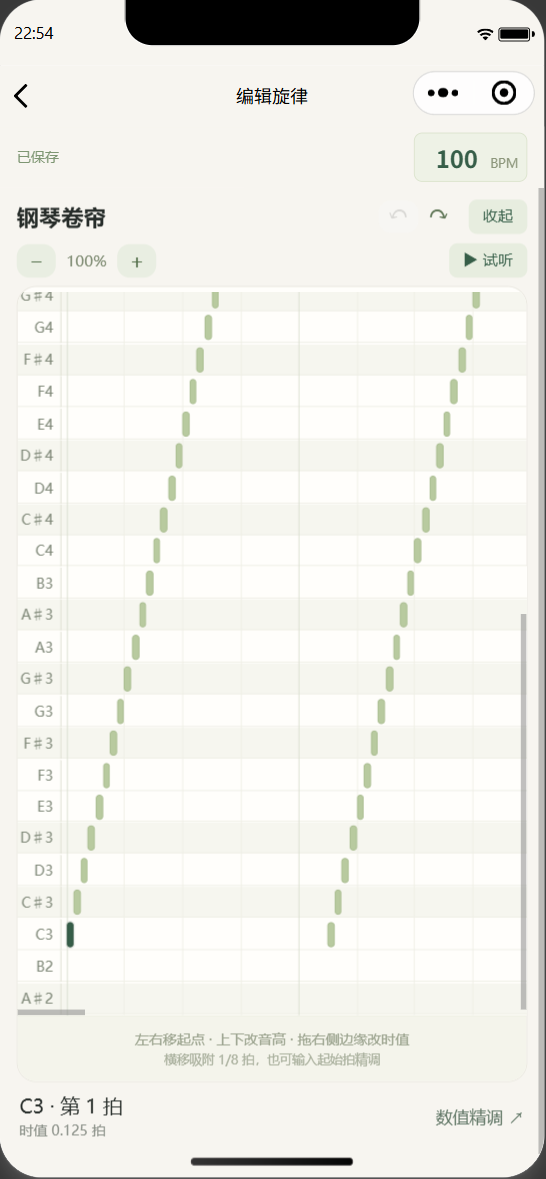 22:54
编辑旋律
已保存
100 BPM
钢琴卷帘
收起
− 100% +
▶ 试听
G♯4
G4
F♯4
F4
E4
D♯4
D4
C♯4
C4
B3
A♯3
A3
G♯3
G3
F♯3
F3
E3
D♯3
D3
C♯3
C3
B2
A♯2
左右移起点 · 上下改音高 · 拖右侧边缘改时值
横移吸附 1/8 拍，也可输入起始拍精调
C3 · 第 1 拍
数值精调 ↗
时值 0.125 拍